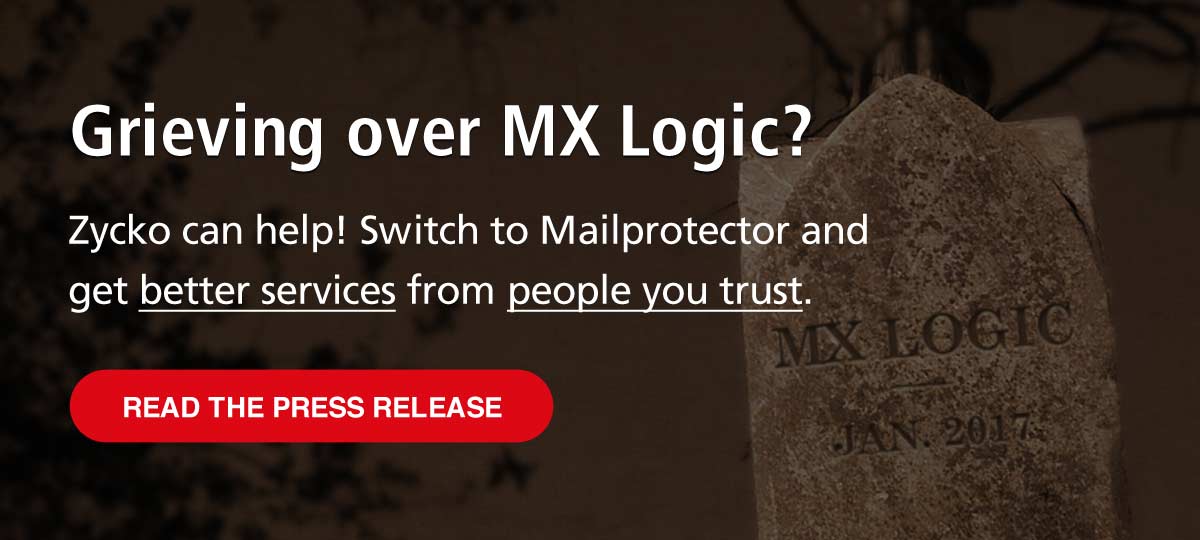 Grieving over MX Logic?
Zycko can help! Switch to Mailprotector and
get better services from people you trust.
READ THE PRESS RELEASE
MX LOGIC
JAN. 2017